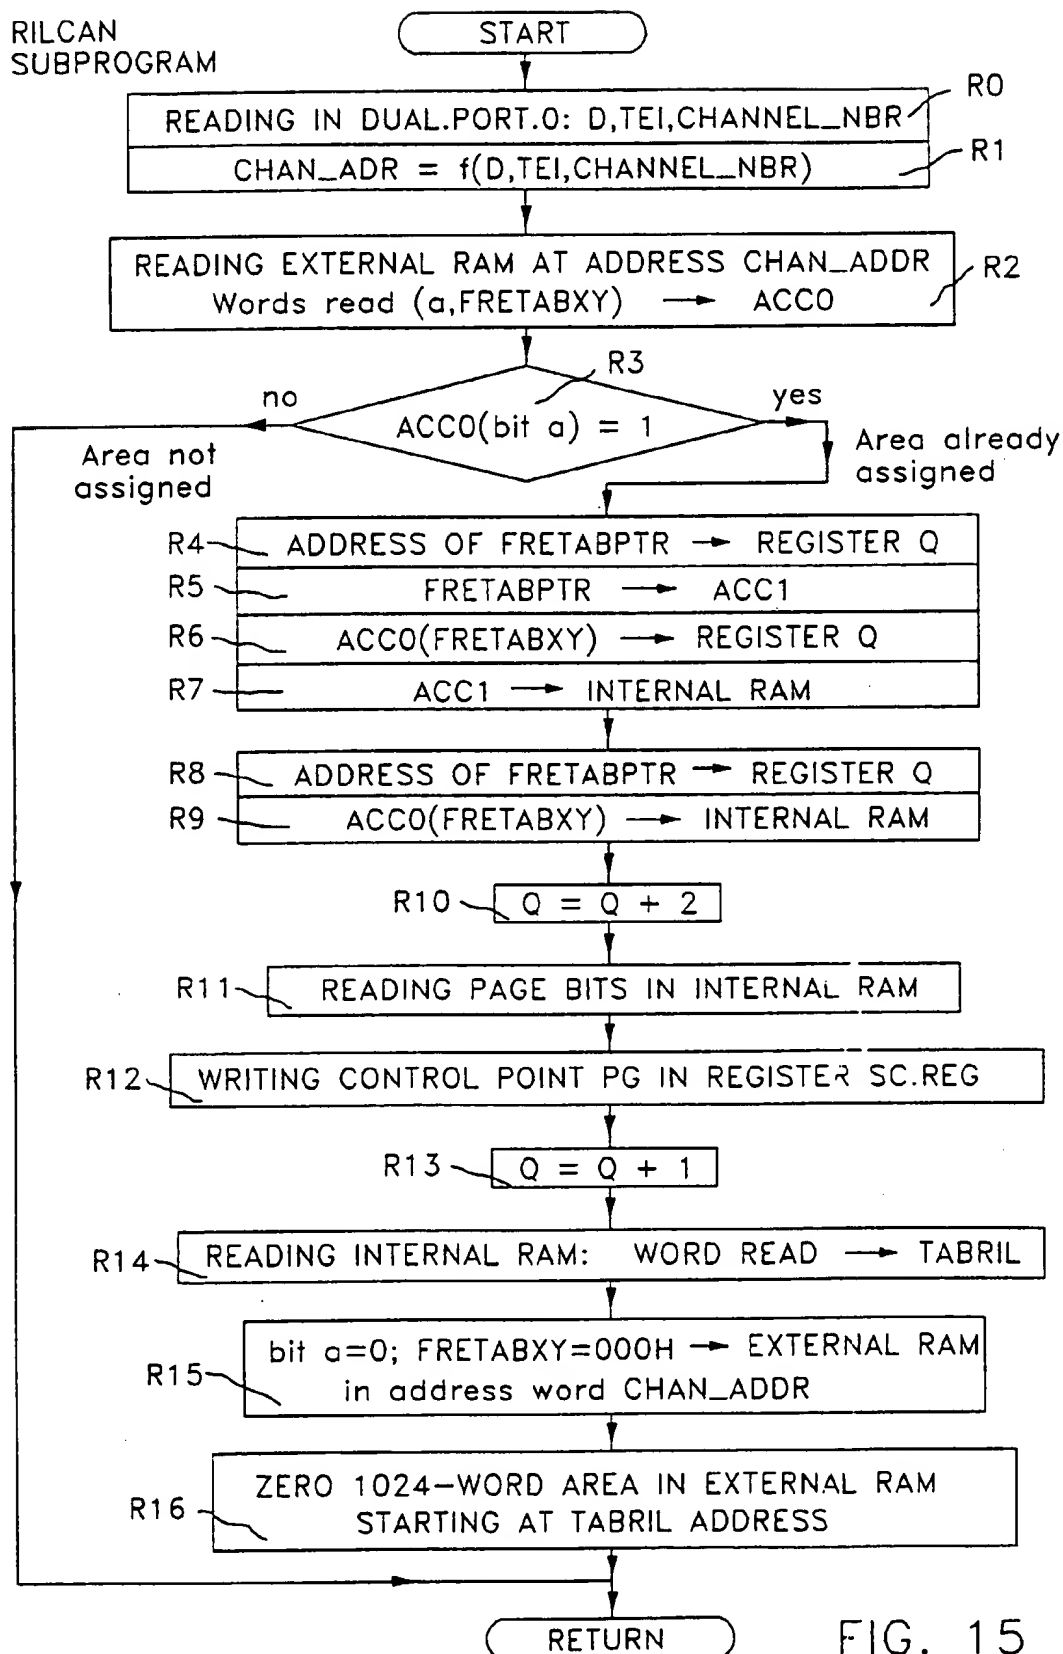 RILCAN
SUBPROGRAM
START
READING IN DUAL.PORT.0: D,TEI,CHANNEL_NBR
R0
CHAN_ADR = f(D,TEI,CHANNEL_NBR)
R1
READING EXTERNAL RAM AT ADDRESS CHAN_ADDR
Words read (a,FRETABXY) → ACC0
R2
R3
no
ACC0(bit a) = 1
yes
Area not
assigned
Area already
assigned
R4
ADDRESS OF FRETABPTR → REGISTER Q
R5
FRETABPTR → ACC1
R6
ACC0(FRETABXY) → REGISTER Q
R7
ACC1 → INTERNAL RAM
R8
ADDRESS OF FRETABPTR → REGISTER Q
R9
ACC0(FRETABXY) → INTERNAL RAM
R10
Q = Q + 2
R11
READING PAGE BITS IN INTERNAL RAM
R12
WRITING CONTROL POINT PG IN REGISTER SC.REG
R13
Q = Q + 1
R14
READING INTERNAL RAM: WORD READ → TABRIL
R15
bit a=0; FRETABXY=000H → EXTERNAL RAM
in address word CHAN_ADDR
R16
ZERO 1024-WORD AREA IN EXTERNAL RAM
STARTING AT TABRIL ADDRESS
RETURN
FIG. 15